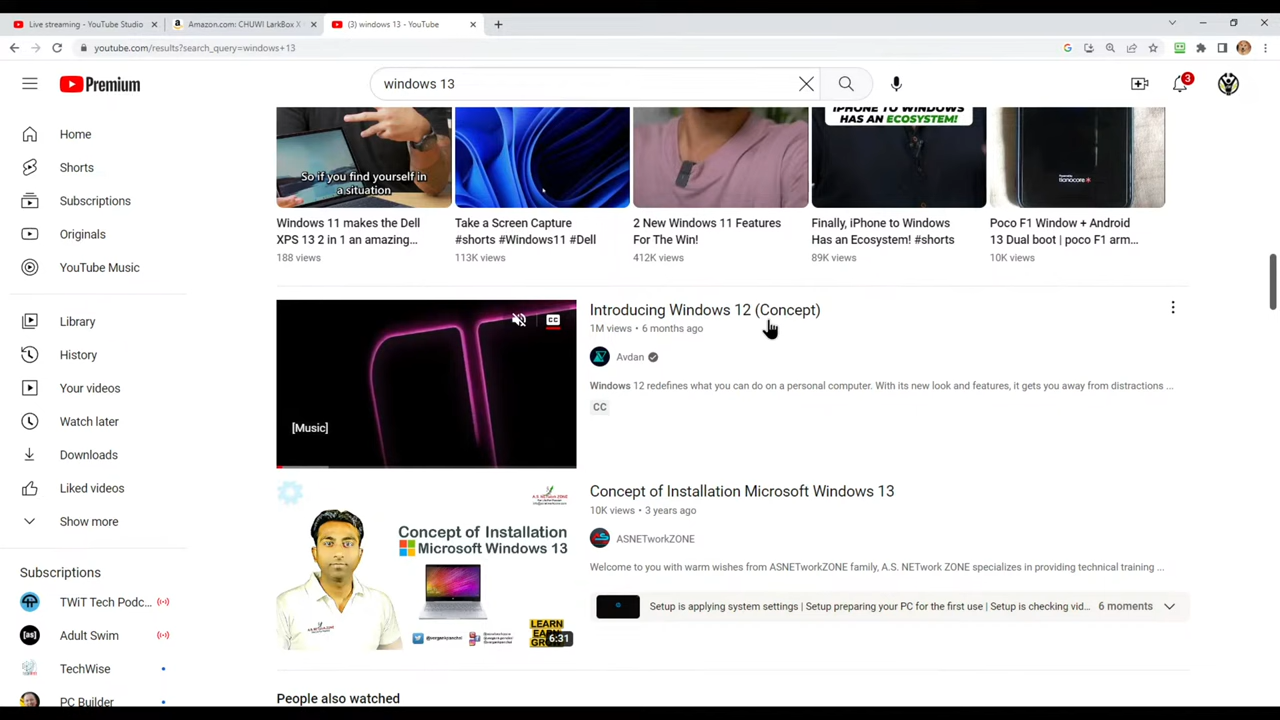 Live streaming - YouTube Studio
Amazon.com: CHUWI LarkBox X
(3) windows 13 - YouTube
youtube.com/results?search_query=windows+13
Premium
windows 13
3
Home
Shorts
Subscriptions
Originals
YouTube Music
Library
History
Your videos
Watch later
Downloads
Liked videos
Show more
Subscriptions
TWiT Tech Podc...
Adult Swim
TechWise
PC Builder
So if you find yourself in
a situation
IPHONE TO WINDOWS
HAS AN ECOSYSTEM!
Windows 11 makes the Dell
XPS 13 2 in 1 an amazing...
188 views
Take a Screen Capture
#shorts #Windows11 #Dell
113K views
2 New Windows 11 Features
For The Win!
412K views
Finally, iPhone to Windows
Has an Ecosystem! #shorts
89K views
Poco F1 Window + Android
13 Dual boot | poco F1 arm...
10K views
CC
[Music]
Introducing Windows 12 (Concept)
1M views • 6 months ago
Avdan
Windows 12 redefines what you can do on a personal computer. With its new look and features, it gets you away from distractions ...
CC
Concept of Installation
Microsoft Windows 13
LEARN
EARN
6:31
Concept of Installation Microsoft Windows 13
10K views • 3 years ago
ASNETworkZONE
Welcome to you with warm wishes from ASNETworkZONE family, A.S. NETwork ZONE specializes in providing technical training ...
Setup is applying system settings | Setup preparing your PC for the first use | Setup is checking vid...
6 moments
People also watched